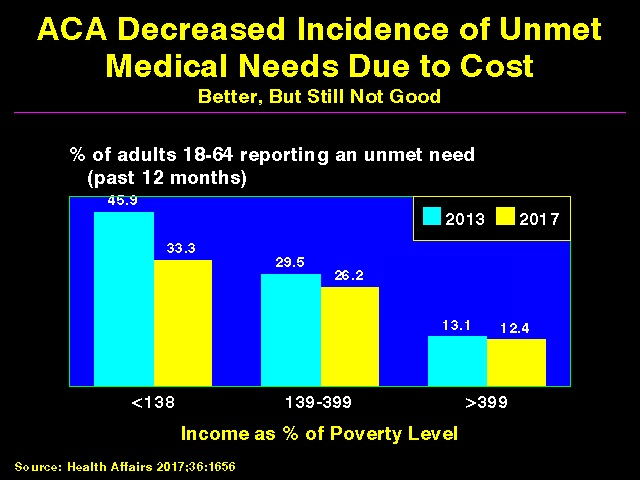 ACA Decreased Incidence of Unmet
Medical Needs Due to Cost
Better, But Still Not Good
% of adults 18-64 reporting an unmet need
(past 12 months)
2013 2017
45.9
33.3
29.5
26.2
13.1
12.4
<138 139-399 >399
Income as % of Poverty Level
Source: Health Affairs 2017;36:1656